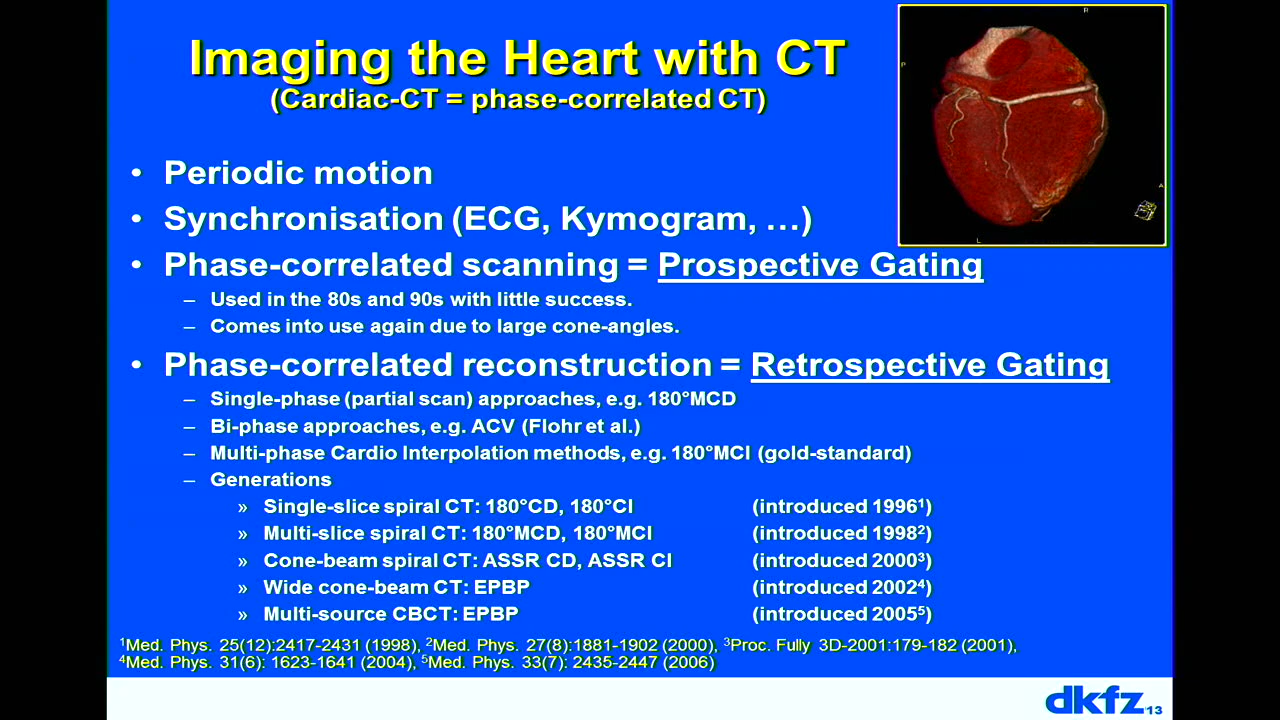 Imaging the Heart with CT
(Cardiac-CT = phase-correlated CT)
R
P
A
L
• Periodic motion
• Synchronisation (ECG, Kymogram, …)
• Phase-correlated scanning = Prospective Gating
– Used in the 80s and 90s with little success.
– Comes into use again due to large cone-angles.
• Phase-correlated reconstruction = Retrospective Gating
– Single-phase (partial scan) approaches, e.g. 180°MCD
– Bi-phase approaches, e.g. ACV (Flohr et al.)
– Multi-phase Cardio Interpolation methods, e.g. 180°MCI (gold-standard)
– Generations
» Single-slice spiral CT: 180°CD, 180°CI (introduced 1996¹)
» Multi-slice spiral CT: 180°MCD, 180°MCI (introduced 1998²)
» Cone-beam spiral CT: ASSR CD, ASSR CI (introduced 2000³)
» Wide cone-beam CT: EPBP (introduced 2002⁴)
» Multi-source CBCT: EPBP (introduced 2005⁵)
¹Med. Phys. 25(12):2417-2431 (1998), ²Med. Phys. 27(8):1881-1902 (2000), ³Proc. Fully 3D-2001:179-182 (2001),
⁴Med. Phys. 31(6): 1623-1641 (2004), ⁵Med. Phys. 33(7): 2435-2447 (2006)
dkfz. 13